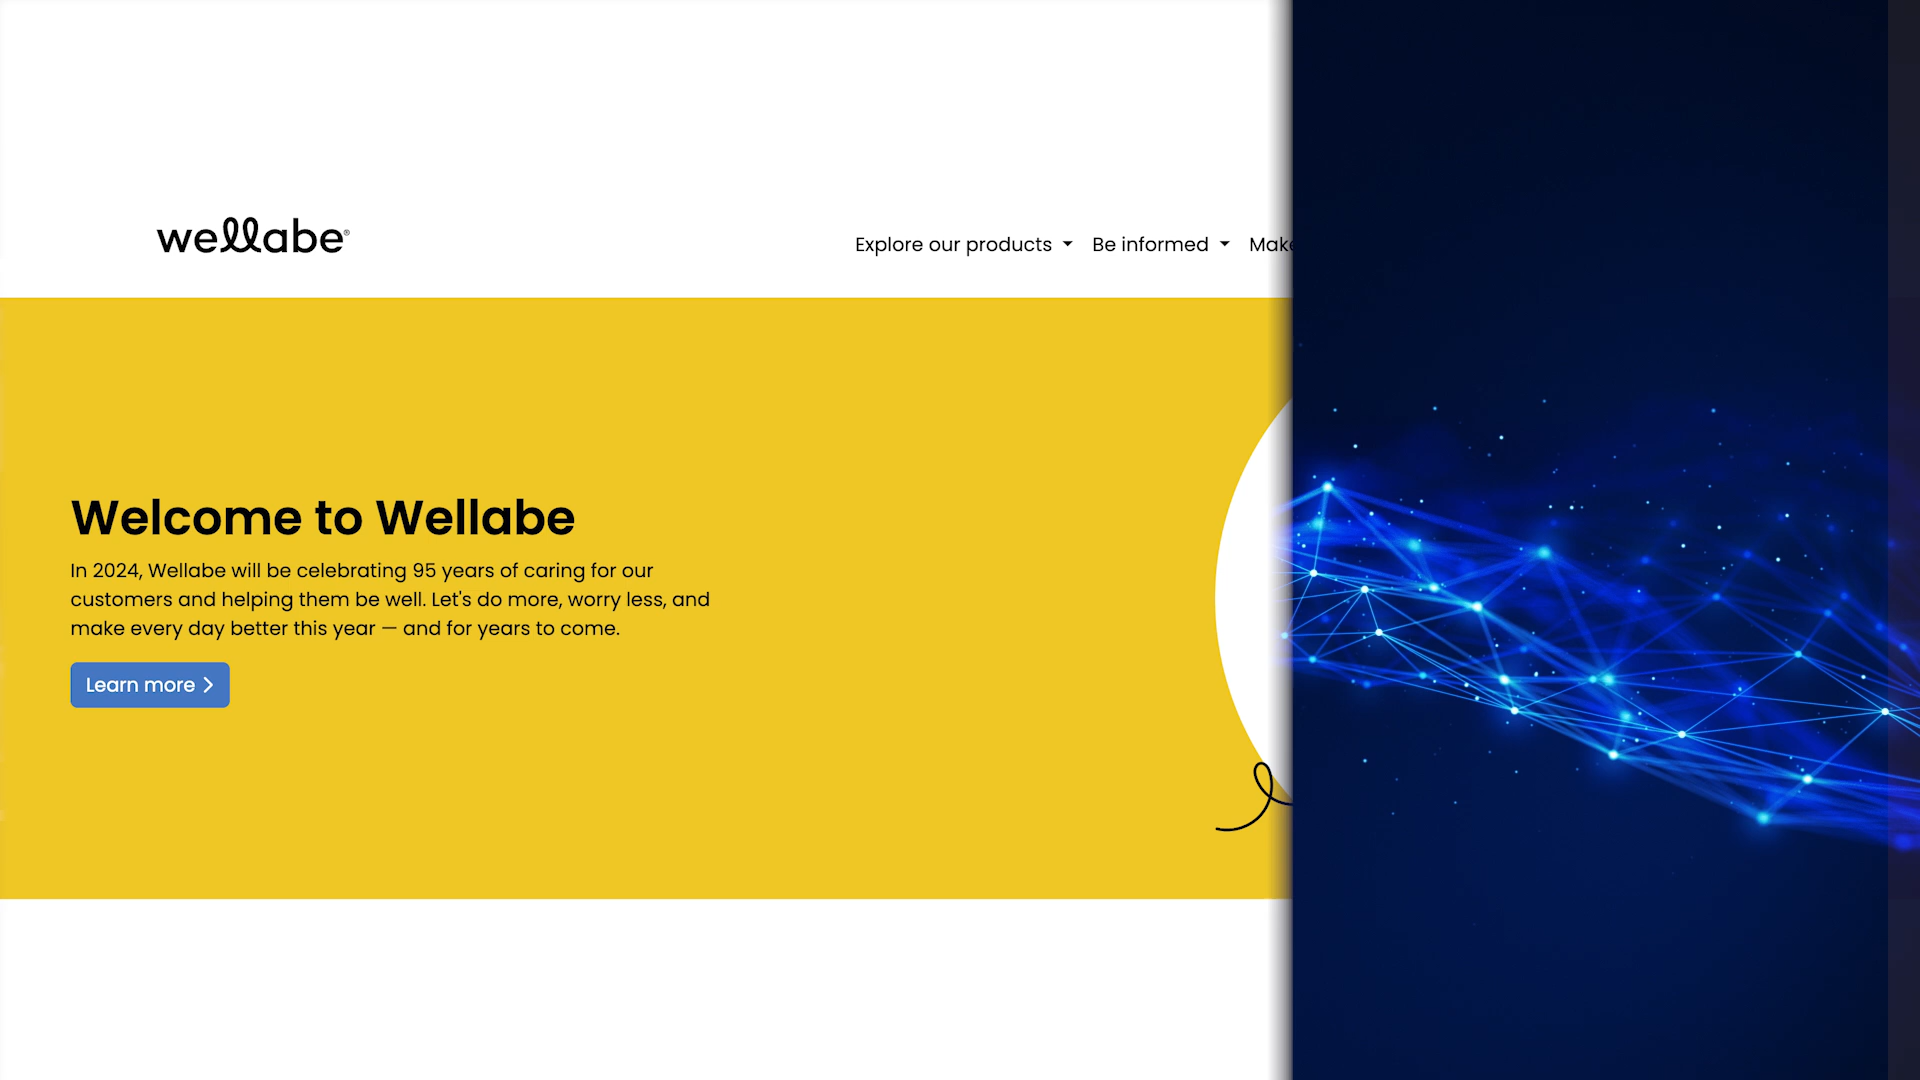 wellabe®
Explore our products Be informed Make
Welcome to Wellabe
In 2024, Wellabe will be celebrating 95 years of caring for our
customers and helping them be well. Let's do more, worry less, and
make every day better this year — and for years to come.
Learn more